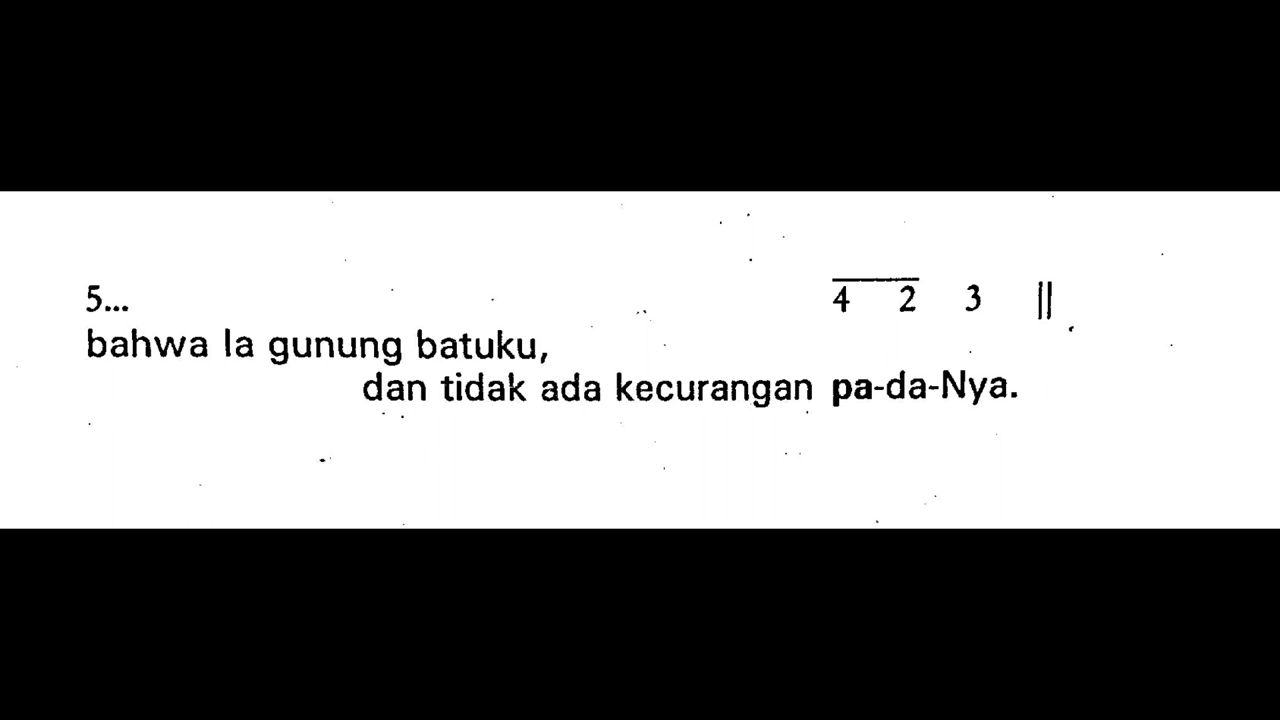 5... 4 2 3 ||
bahwa Ia gunung batuku,
dan tidak ada kecurangan pa-da-Nya.